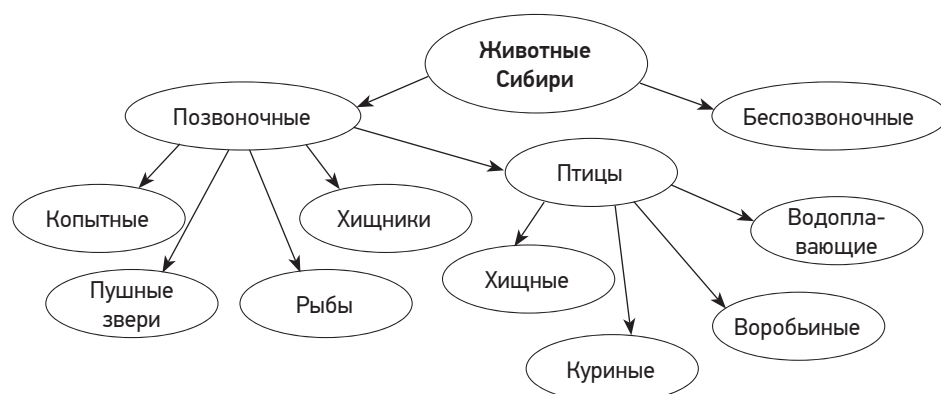 Животные
Сибири
Позвоночные
Беспозвоночные
Птицы
Копытные
Хищники
Водопла-
вающие
Пушные
звери
Рыбы
Хищные
Воробьиные
Куриные